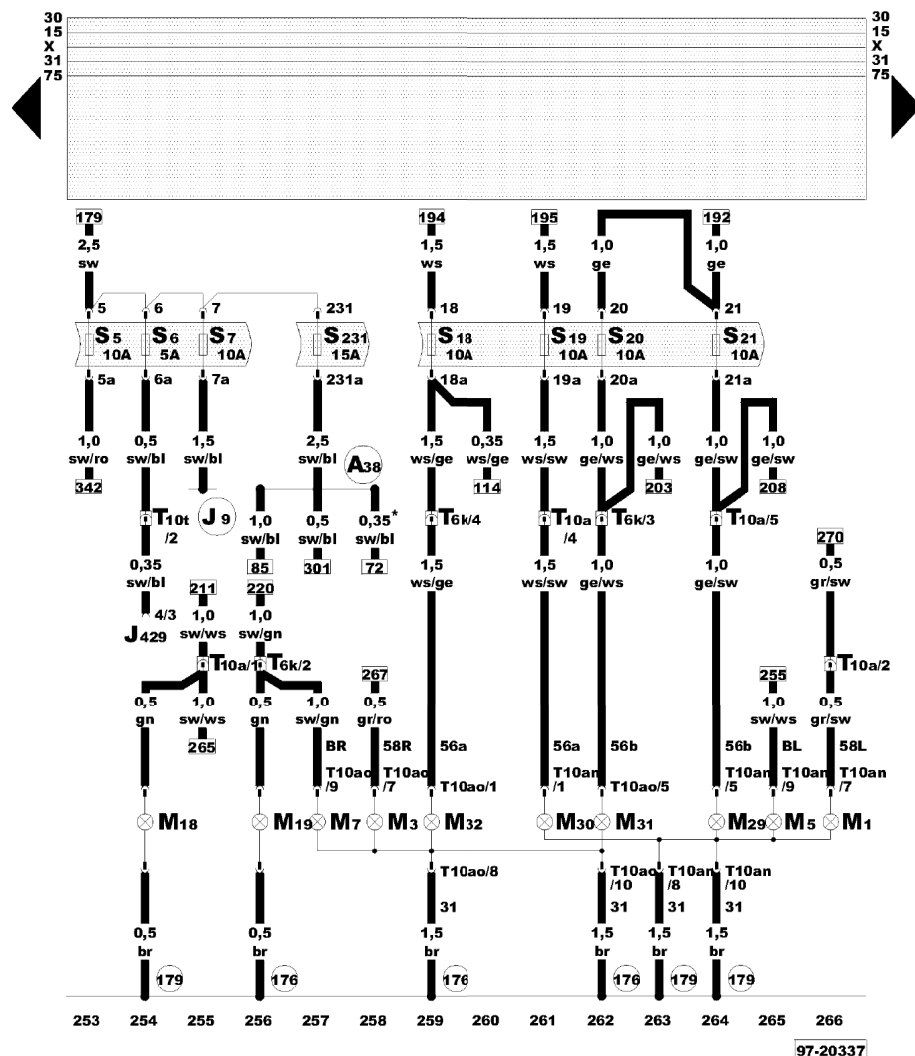 30 30
15 15
X X
31 31
75 75
179 194 195 192
2,5 1,5 1,5 1,0 1,0
sw ws ws ge ge
5 6 7 231 18 19 20 21
S5 S6 S7 S231 S18 S19 S20 S21
10A 5A 10A 15A 10A 10A 10A 10A
5a 6a 7a 231a 18a 19a 20a 21a
1,0 0,5 1,5 2,5 1,5 0,35 1,5 1,0 1,0 1,0 1,0
sw/ro sw/bl sw/bl sw/bl ws/ge ws/ge ws/sw ge/ws ge/ws ge/sw ge/sw
A38
342 114 203 208
T10t/2 J9 1,0 0,5 0,35* T6k/4 T10a/4 T6k/3 T10a/5
sw/bl sw/bl sw/bl 270
0,35 85 301 72 1,5 1,5 1,0 1,0 0,5
sw/bl 211 220 ws/ge ws/sw ge/ws ge/sw gr/sw
4/3 1,0 1,0
J429 sw/ws sw/gn
T10a/1 T6k/2 267 255 T10a/2
0,5 1,0 0,5 1,0 0,5 1,0 0,5
gn sw/ws gn sw/gn gr/ro sw/ws gr/sw
265 BR 58R 56a 56a 56b 56b BL 58L
T10ao/9 T10ao/7 T10ao/1 T10an/1 T10ao/5 T10an/5 T10an/9 T10an/7
M18 M19 M7 M3 M32 M30 M31 M29 M5 M1
T10ao/8 T10ao/10 T10an/8 T10an/10
31 31 31 31
0,5 0,5 1,5 1,5 1,5 1,5
br br br br br br
179 176 176 176 179 179
253 254 255 256 257 258 259 260 261 262 263 264 265 266
97-20337